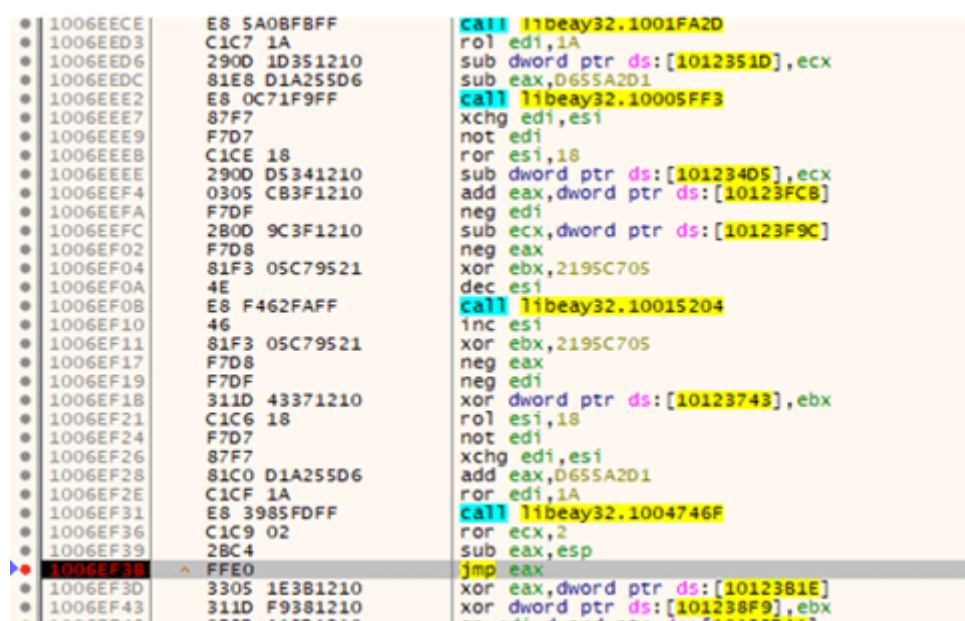 1006EECE E8 5A0BFBFF call libeay32.1001FA2D
1006EED3 C1C7 1A rol edi,1A
1006EED6 290D 1D351210 sub dword ptr ds:[1012351D],ecx
1006EEDC 81E8 D1A255D6 sub eax,D655A2D1
1006EEE2 E8 0C71F9FF call libeay32.10005FF3
1006EEE7 87F7 xchg edi,esi
1006EEE9 F7D7 not edi
1006EEEB C1CE 18 ror esi,18
1006EEEE 290D D5341210 sub dword ptr ds:[101234D5],ecx
1006EEF4 0305 CB3F1210 add eax,dword ptr ds:[10123FCB]
1006EEFA F7DF neg edi
1006EEFC 2B0D 9C3F1210 sub ecx,dword ptr ds:[10123F9C]
1006EF02 F7D8 neg eax
1006EF04 81F3 05C79521 xor ebx,2195C705
1006EF0A 4E dec esi
1006EF0B E8 F462FAFF call libeay32.10015204
1006EF10 46 inc esi
1006EF11 81F3 05C79521 xor ebx,2195C705
1006EF17 F7D8 neg eax
1006EF19 F7DF neg edi
1006EF1B 311D 43371210 xor dword ptr ds:[10123743],ebx
1006EF21 C1C6 18 rol esi,18
1006EF24 F7D7 not edi
1006EF26 87F7 xchg edi,esi
1006EF28 81C0 D1A255D6 add eax,D655A2D1
1006EF2E C1CF 1A ror edi,1A
1006EF31 E8 3985FDFF call libeay32.1004746F
1006EF36 C1C9 02 ror ecx,2
1006EF39 2BC4 sub eax,esp
1006EF3B ^ FFE0 jmp eax
1006EF3D 3305 1E3B1210 xor eax,dword ptr ds:[10123B1E]
1006EF43 311D F9381210 xor dword ptr ds:[101238F9],ebx